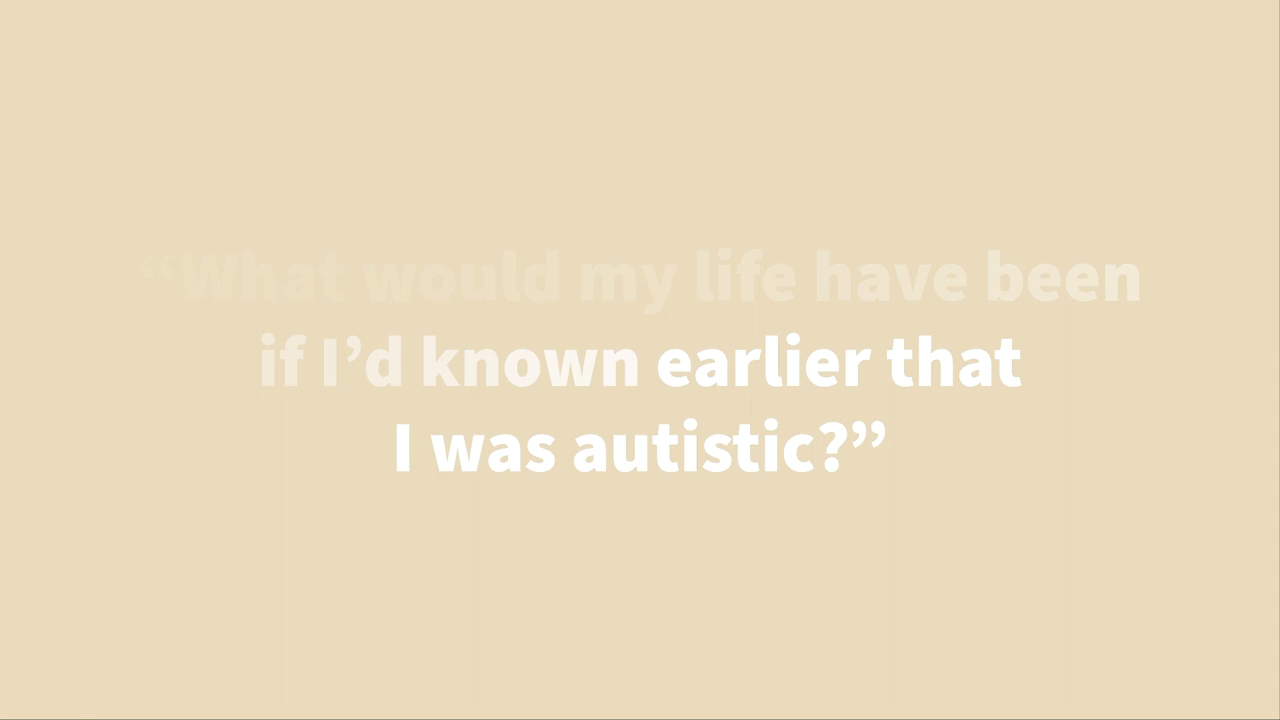 “What would my life have been
if I’d known earlier that
I was autistic?”